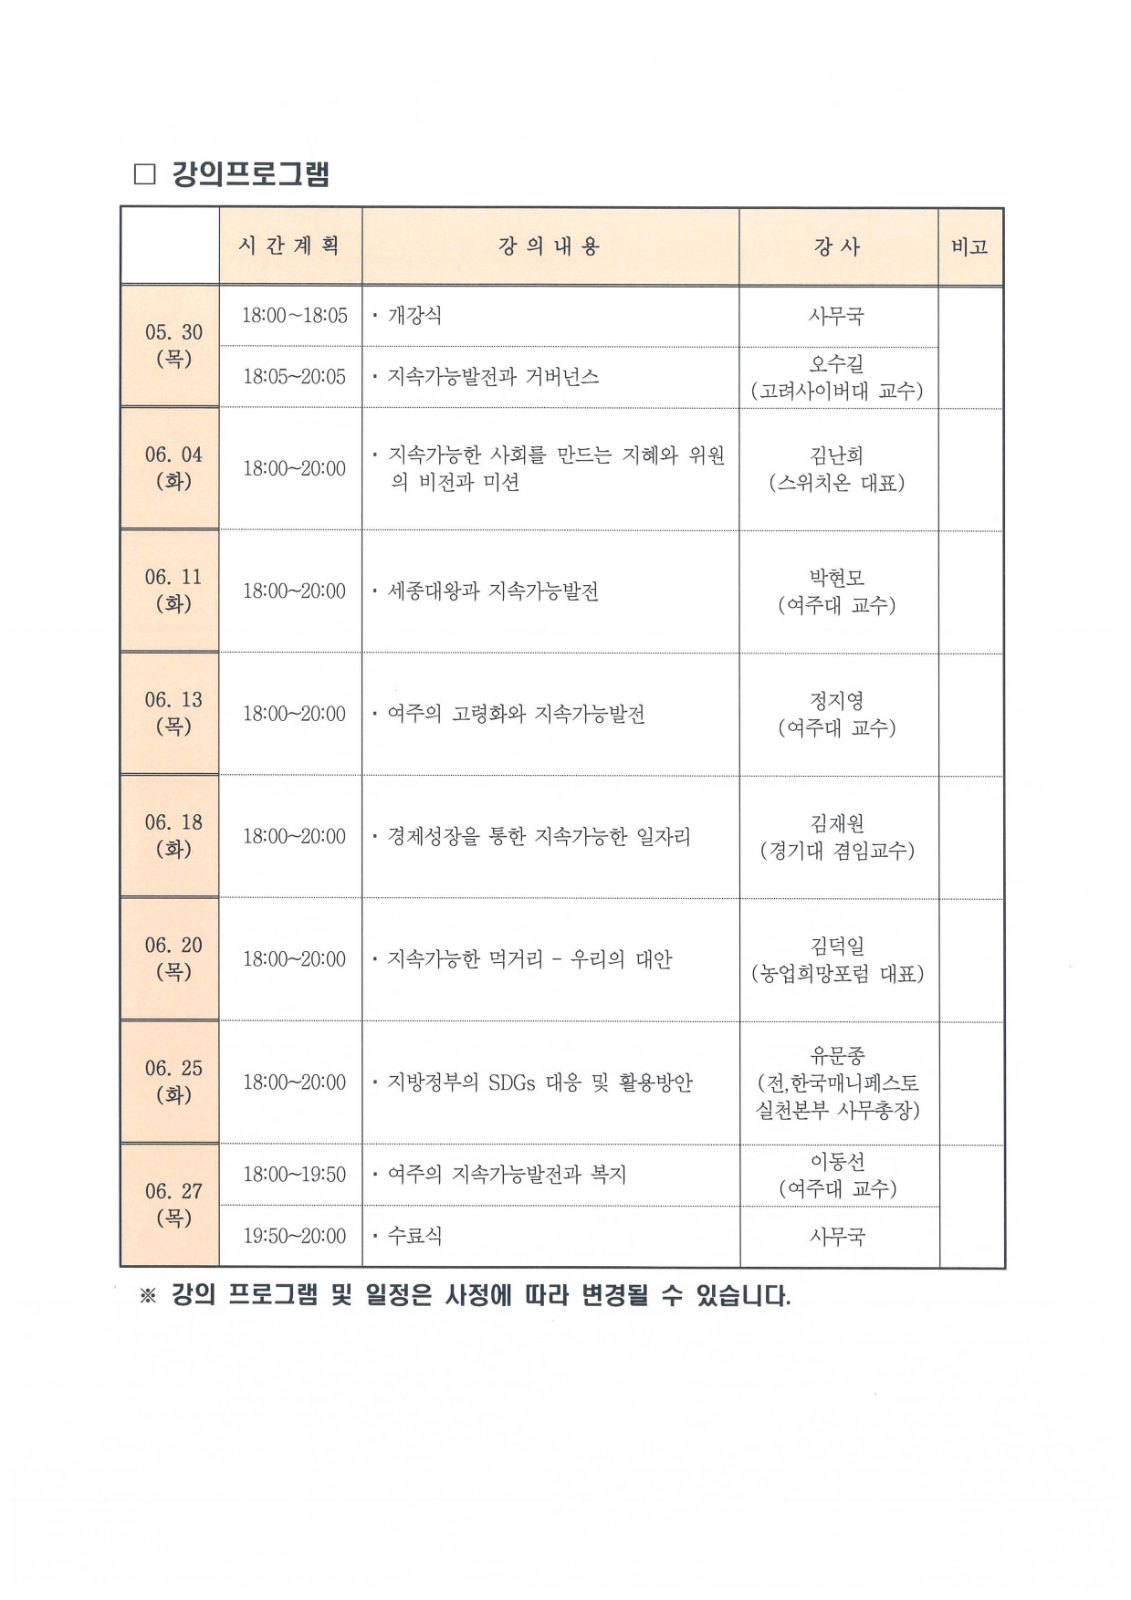 □ 강의프로그램
시 간 계 획
강 의 내 용
강 사
비고
05. 30
(목)
18:00~18:05
· 개강식
사무국
18:05~20:05
· 지속가능발전과 거버넌스
오수길
(고려사이버대 교수)
06. 04
(화)
18:00~20:00
· 지속가능한 사회를 만드는 지혜와 위원
의 비전과 미션
김난희
(스위치온 대표)
06. 11
(화)
18:00~20:00
· 세종대왕과 지속가능발전
박현모
(여주대 교수)
06. 13
(목)
18:00~20:00
· 여주의 고령화와 지속가능발전
정지영
(여주대 교수)
06. 18
(화)
18:00~20:00
· 경제성장을 통한 지속가능한 일자리
김재원
(경기대 겸임교수)
06. 20
(목)
18:00~20:00
· 지속가능한 먹거리 - 우리의 대안
김덕일
(농업희망포럼 대표)
06. 25
(화)
18:00~20:00
· 지방정부의 SDGs 대응 및 활용방안
유문종
(전,한국매니페스토
실천본부 사무총장)
06. 27
(목)
18:00~19:50
· 여주의 지속가능발전과 복지
이동선
(여주대 교수)
19:50~20:00
· 수료식
사무국
※ 강의 프로그램 및 일정은 사정에 따라 변경될 수 있습니다.